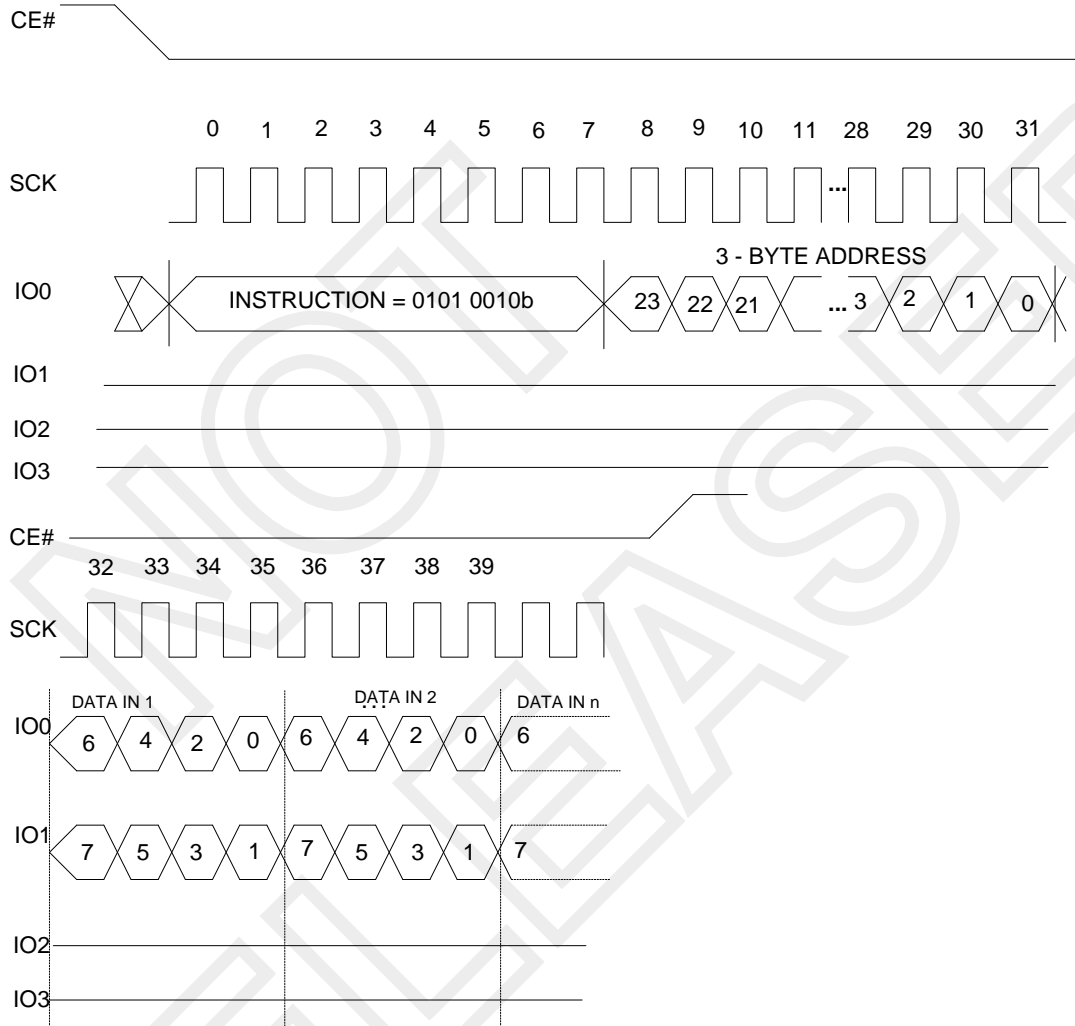 CE#
0 1 2 3 4 5 6 7 8 9 10 11 28 29 30 31
SCK ...
3 - BYTE ADDRESS
IO0 INSTRUCTION = 0101 0010b 23 22 21 ... 3 2 1 0
IO1
IO2
IO3
CE#
32 33 34 35 36 37 38 39
SCK
DATA IN 1 ... DATA IN 2 DATA IN n
IO0 6 4 2 0 6 4 2 0 6
IO1 7 5 3 1 7 5 3 1 7
IO2
IO3
NOT